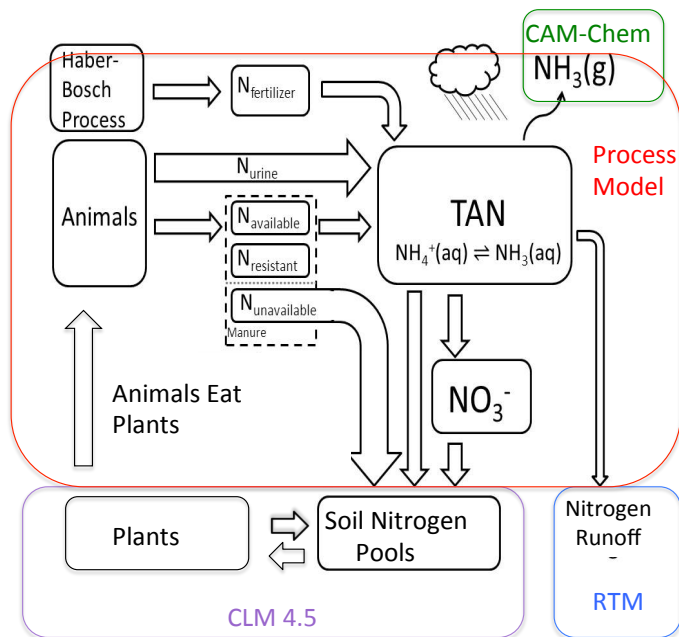 CAM-Chem
NH₃(g)
Haber-
Bosch
Process
N_fertilizer
Process
Model
N_urine
Animals
TAN
NH₄⁺(aq) ⇌ NH₃(aq)
N_available
N_resistant
N_unavailable
Manure
Animals Eat
Plants
NO₃⁻
Plants
Soil Nitrogen
Pools
Nitrogen
Runoff
CLM 4.5
RTM